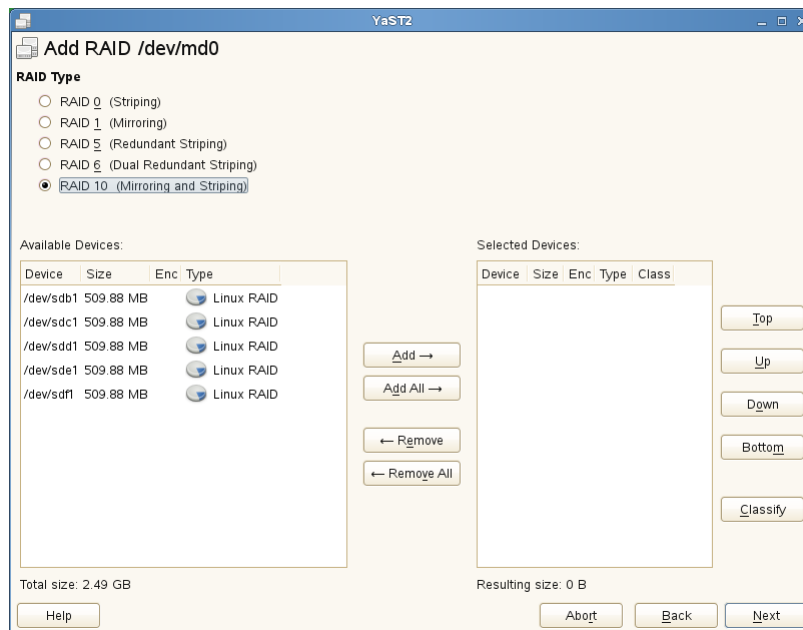 YaST2
Add RAID /dev/md0
RAID Type
RAID 0 (Striping)
RAID 1 (Mirroring)
RAID 5 (Redundant Striping)
RAID 6 (Dual Redundant Striping)
RAID 10 (Mirroring and Striping)
Available Devices:
Device Size Enc Type
/dev/sdb1 509.88 MB Linux RAID
/dev/sdc1 509.88 MB Linux RAID
/dev/sdd1 509.88 MB Linux RAID
/dev/sde1 509.88 MB Linux RAID
/dev/sdf1 509.88 MB Linux RAID
Total size: 2.49 GB
Add →
Add All →
← Remove
← Remove All
Selected Devices:
Device Size Enc Type Class
Resulting size: 0 B
Top
Up
Down
Bottom
Classify
Help
Abort
Back
Next